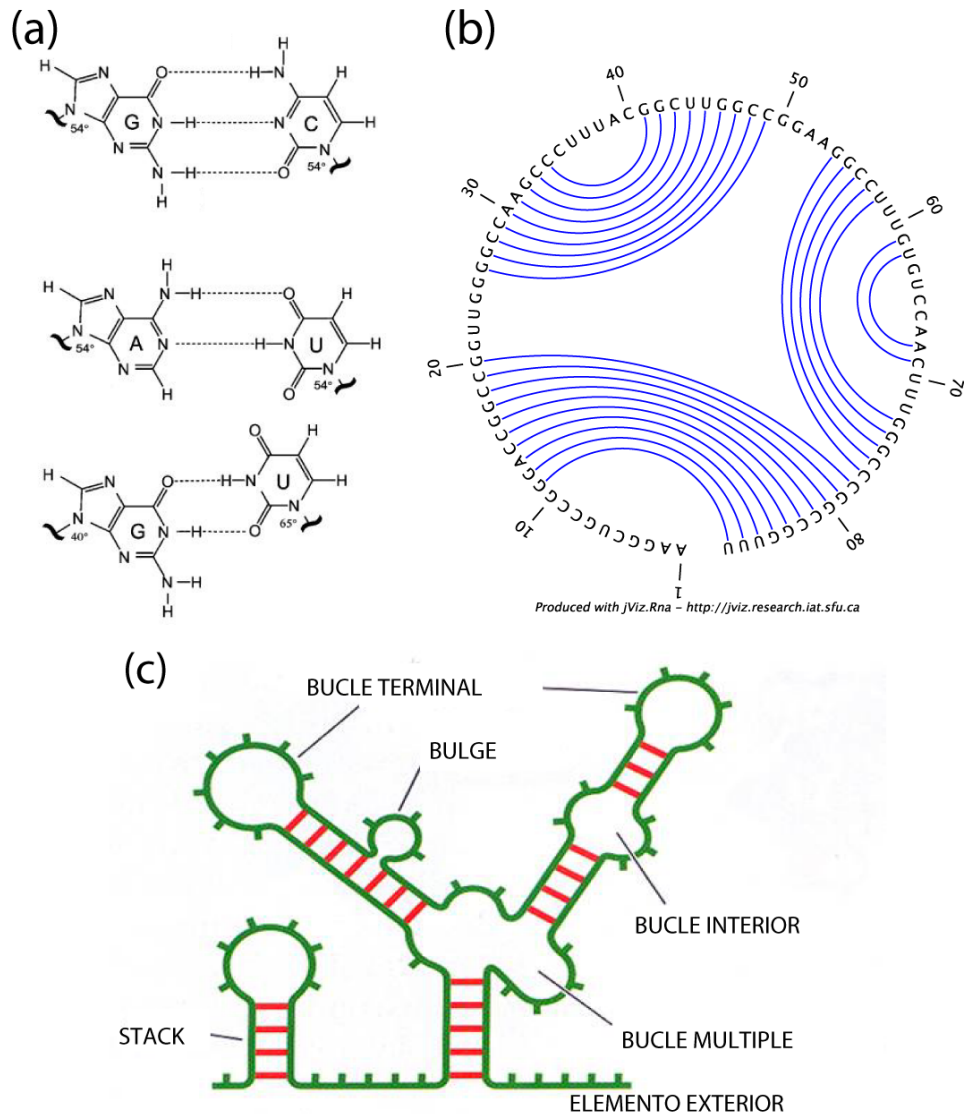 (a)
H N O H H
H N
N G N H N C H
54° N N O N 54°
N H
H
H
H N N H O H
N A N H N U H
54° N H O N 54°
O H
H N O H N U H
N G N H O N 65°
40° N N H
H
(b)
AAGGCUGCCGGACCGGCCGGUUGGGGCCAAGCCCUUUACGGCUUGGCCGGAAGGCCUUUGUGUCCAACUUUGGGCCCGGCCGUUU
1
10
20
30
40
50
60
70
80
Produced with jViz.Rna – http://jviz.research.iat.sfu.ca
(c)
BUCLE TERMINAL
BULGE
BUCLE INTERIOR
STACK
BUCLE MULTIPLE
ELEMENTO EXTERIOR